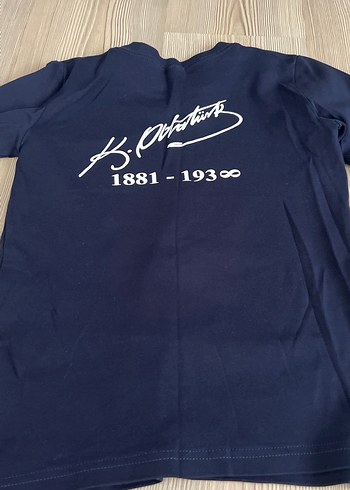 K. Atatürk
1881 - 193∞